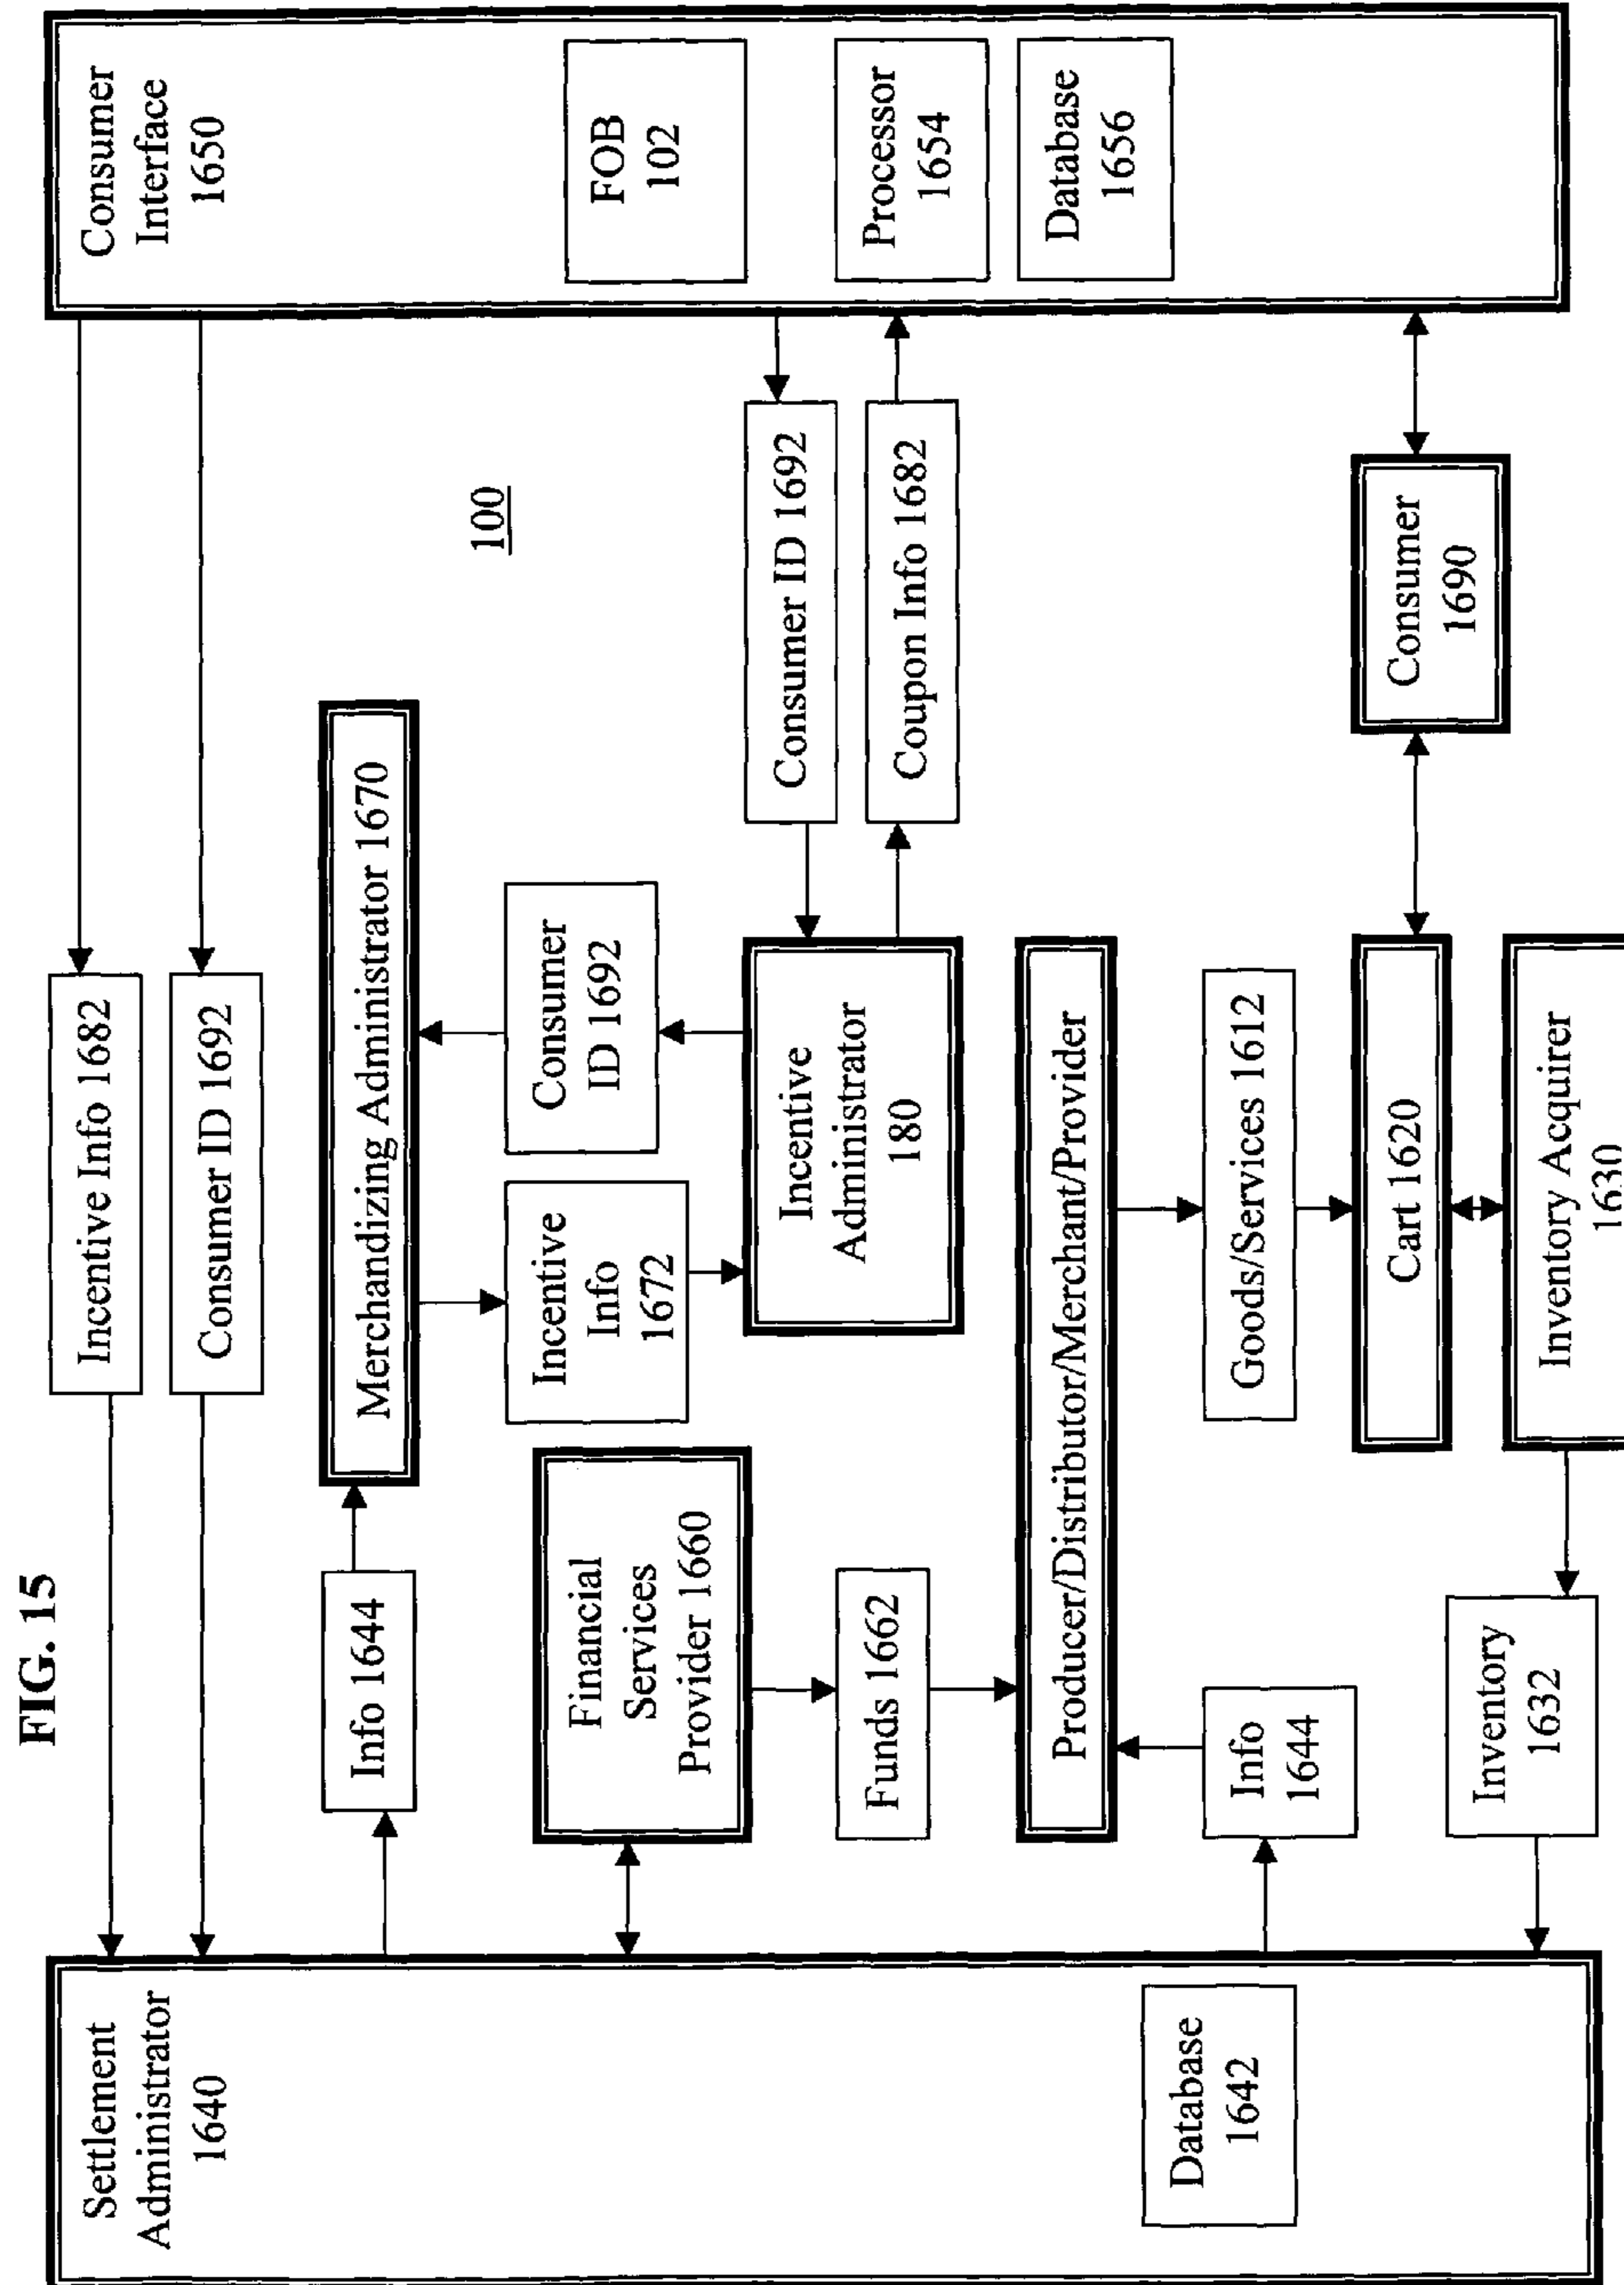 FIG. 15
Settlement
Administrator
1640
Database
1642
Incentive Info 1682
Consumer ID 1692
Info 1644
Merchandizing Administrator 1670
Financial
Services
Provider 1660
Incentive
Info
1672
Consumer
ID 1692
100
Funds 1662
Incentive
Administrator
180
Consumer ID 1692
Coupon Info 1682
Producer/Distributor/Merchant/Provider
Info
1644
Goods/Services 1612
Cart 1620
Consumer
1690
Inventory
1632
Inventory Acquirer
1630
Consumer
Interface
1650
FOB
102
Processor
1654
Database
1656